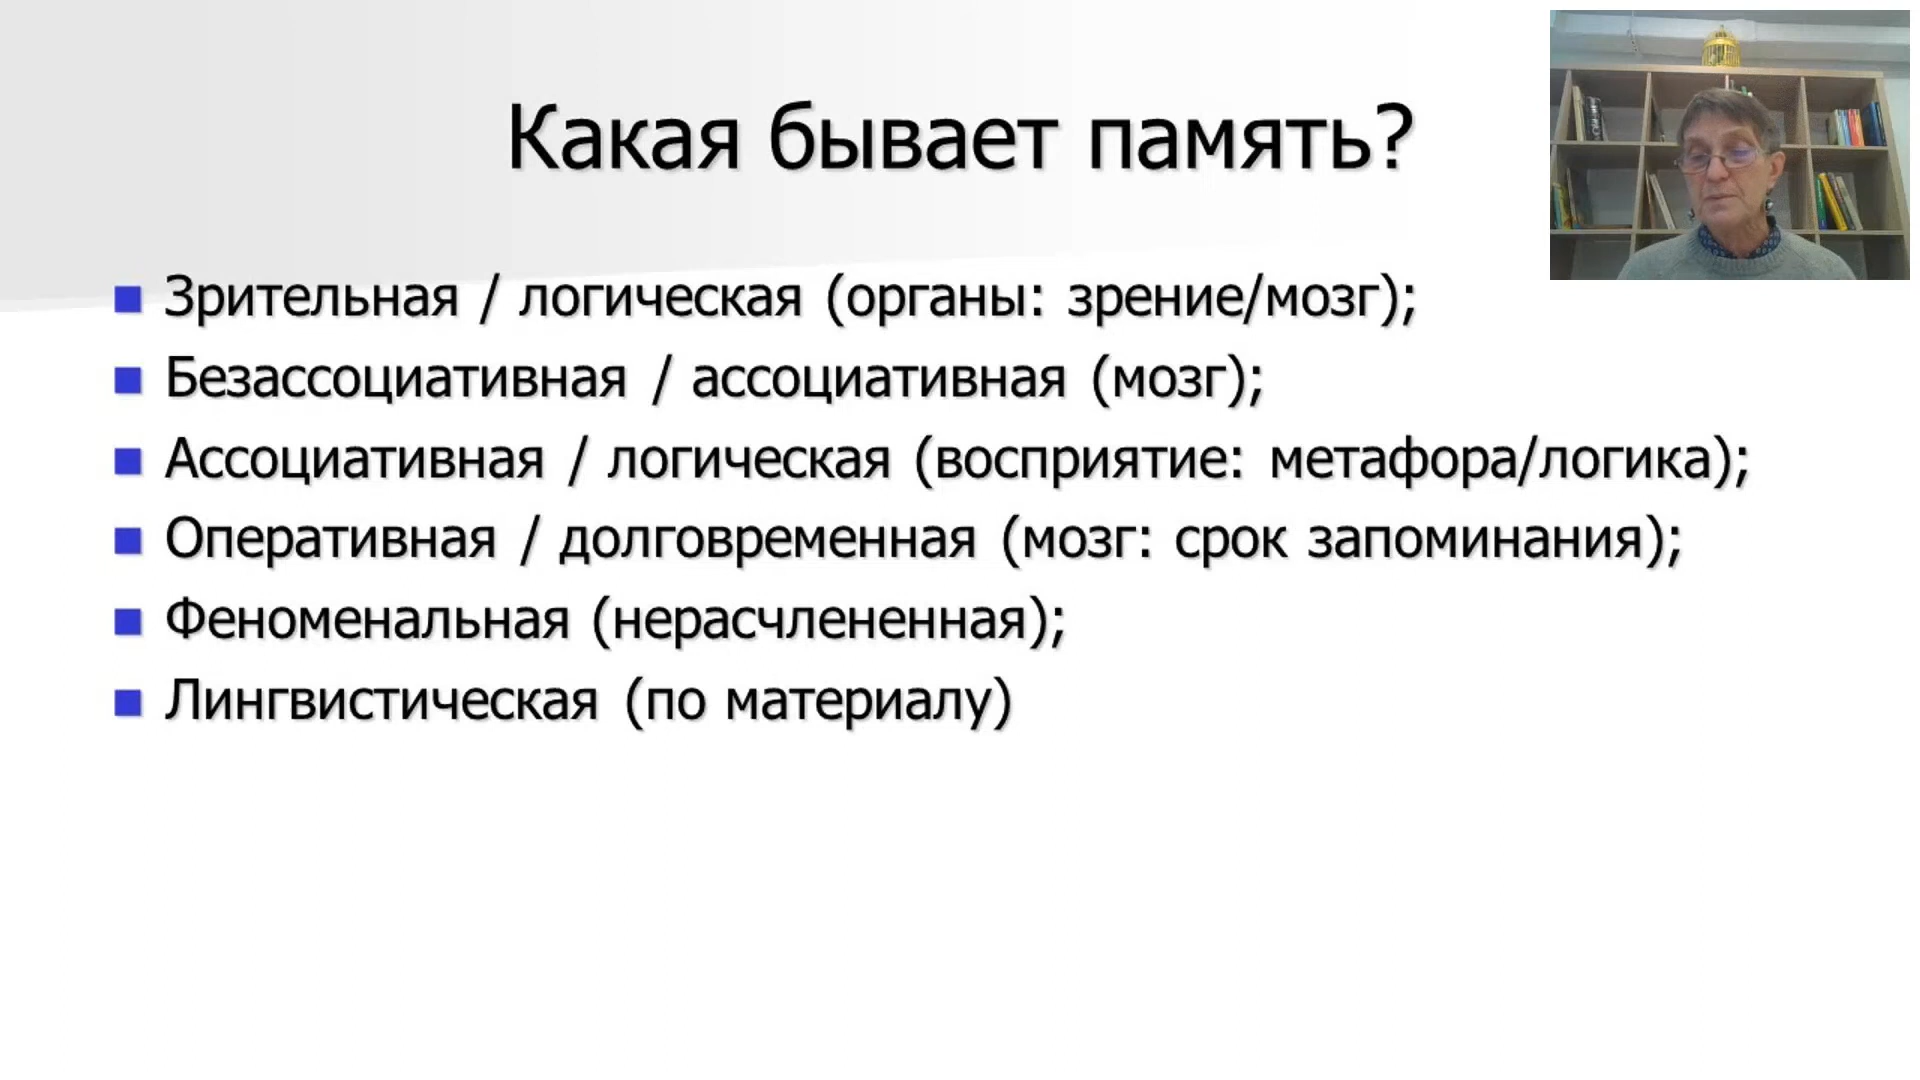 Какая бывает память?
Зрительная / логическая (органы: зрение/мозг);
Безассоциативная / ассоциативная (мозг);
Ассоциативная / логическая (восприятие: метафора/логика);
Оперативная / долговременная (мозг: срок запоминания);
Феноменальная (нерасчлененная);
Лингвистическая (по материалу)